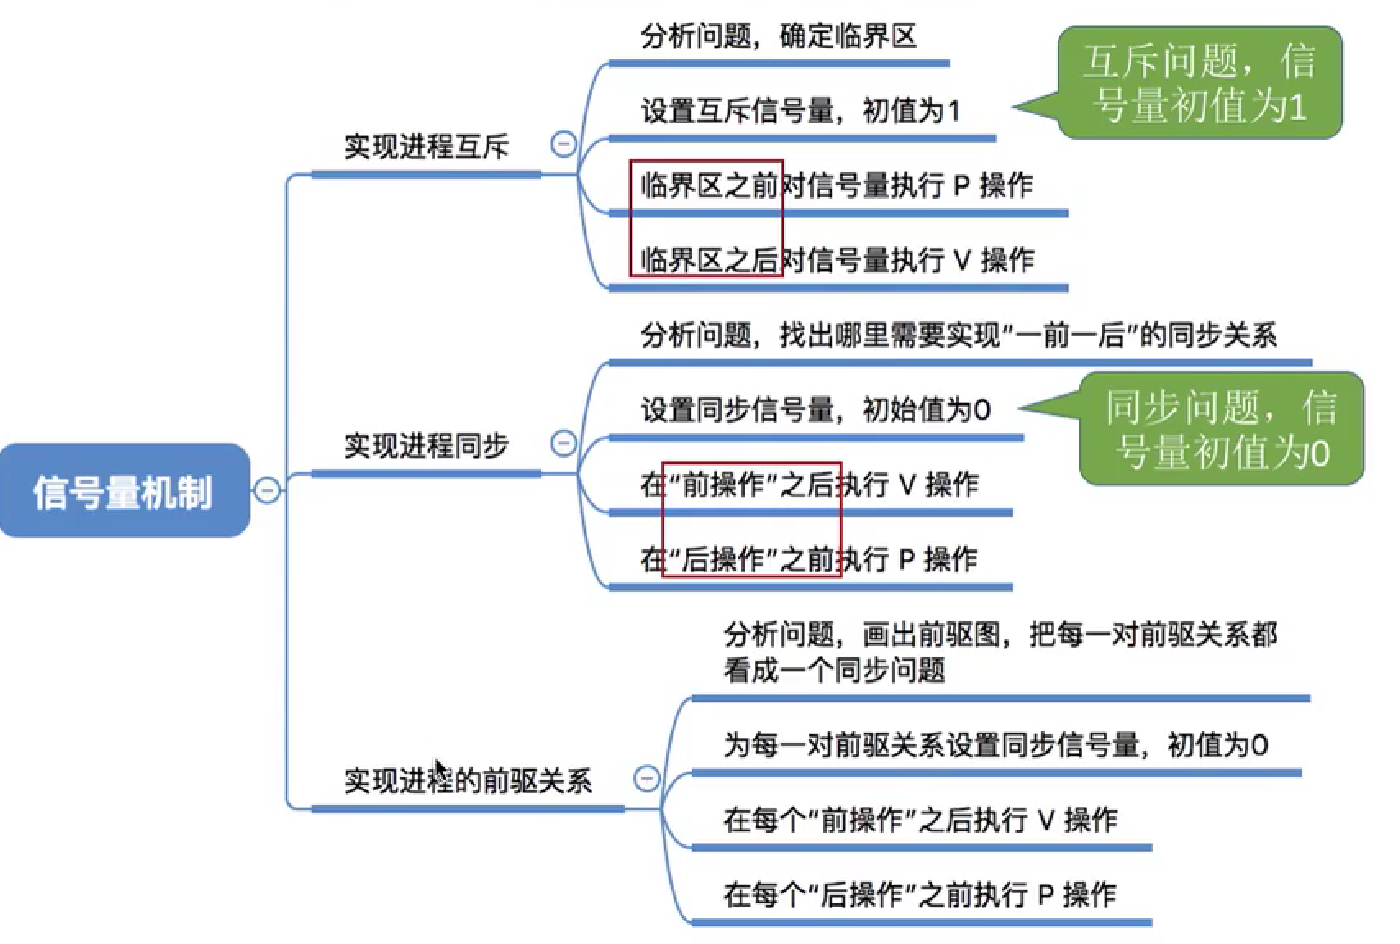 分析问题，确定临界区
互斥问题，信
号量初值为1
设置互斥信号量，初值为1
实现进程互斥
临界区之前对信号量执行 P 操作
临界区之后对信号量执行 V 操作
分析问题，找出哪里需要实现“一前一后”的同步关系
同步问题，信
号量初值为0
设置同步信号量，初始值为0
实现进程同步
在“前操作”之后执行 V 操作
信号量机制
在“后操作”之前执行 P 操作
分析问题，画出前驱图，把每一对前驱关系都
看成一个同步问题
为每一对前驱关系设置同步信号量，初值为0
实现进程的前驱关系
在每个“前操作”之后执行 V 操作
在每个“后操作”之前执行 P 操作